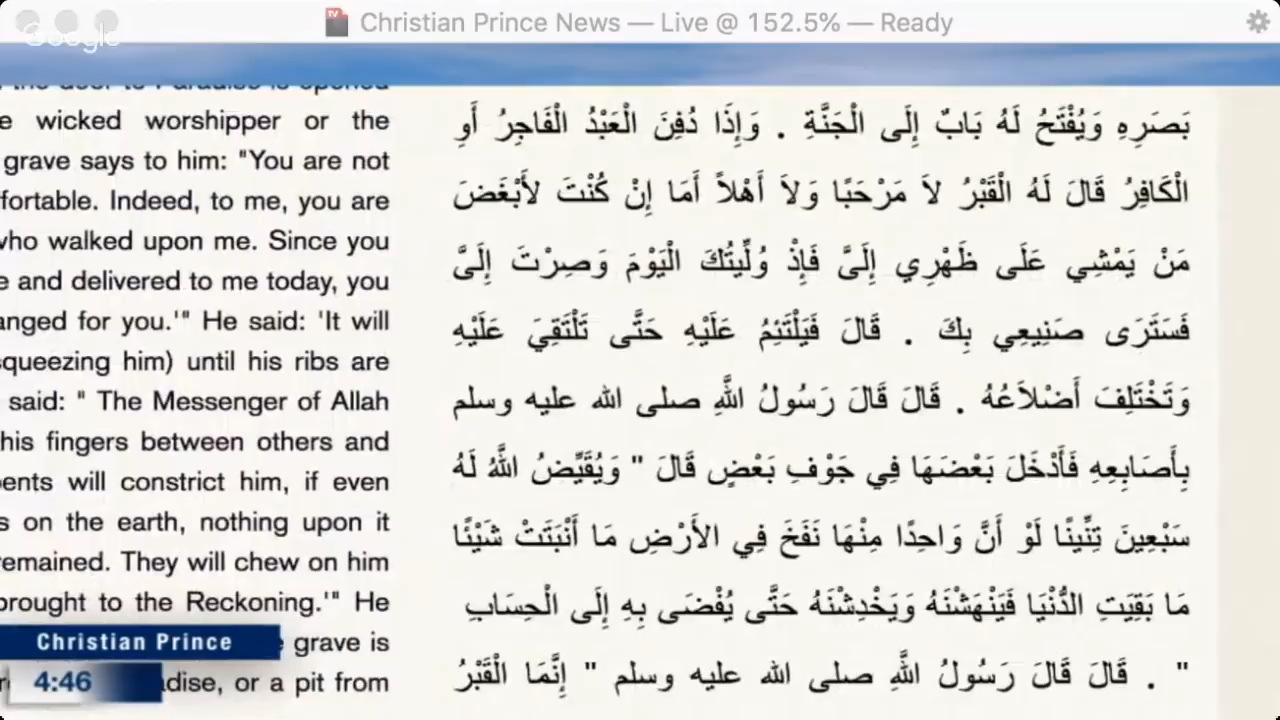 Google
Christian Prince News — Live @ 152.5% — Ready
the door to Paradise is opened
wicked worshipper or the
grave says to him: "You are not
Indeed, to me, you are
who walked upon me. Since you
and delivered to me today, you
for you.'" He said: 'It will
squeezing him) until his ribs are
said: " The Messenger of Allah
his fingers between others and
will constrict him, if even
on the earth, nothing upon it
remained. They will chew on him
brought to the Reckoning.'" He
grave is
or a pit from
بَصَرِهِ وَيُفْتَحُ لَهُ بَابٌ إِلَى الْجَنَّةِ . وَإِذَا دُفِنَ الْعَبْدُ الْفَاجِرُ أَوِ
الْكَافِرُ قَالَ لَهُ الْقَبْرُ لاَ مَرْحَبًا وَلاَ أَهْلاً أَمَا إِنْ كُنْتَ لأَبْغَضَ
مَنْ يَمْشِي عَلَى ظَهْرِي إِلَىَّ فَإِذْ وُلِّيتُكَ الْيَوْمَ وَصِرْتَ إِلَىَّ
فَسَتَرَى صَنِيعِي بِكَ . قَالَ فَيَلْتَئِمُ عَلَيْهِ حَتَّى تَلْتَقِيَ عَلَيْهِ
وَتَخْتَلِفَ أَضْلاَعُهُ . قَالَ قَالَ رَسُولُ اللَّهِ صلى الله عليه وسلم
بِأَصَابِعِهِ فَأَدْخَلَ بَعْضَهَا فِي جَوْفِ بَعْضٍ قَالَ " وَيُقَيِّضُ اللَّهُ لَهُ
سَبْعِينَ تِنِّينًا لَوْ أَنَّ وَاحِدًا مِنْهَا نَفَخَ فِي الأَرْضِ مَا أَنْبَتَتْ شَيْئًا
مَا بَقِيَتِ الدُّنْيَا فَيَنْهَشْنَهُ وَيَخْدِشْنَهُ حَتَّى يُفْضَى بِهِ إِلَى الْحِسَابِ
" . قَالَ قَالَ رَسُولُ اللَّهِ صلى الله عليه وسلم " إِنَّمَا الْقَبْرُ
Christian Prince
4:46